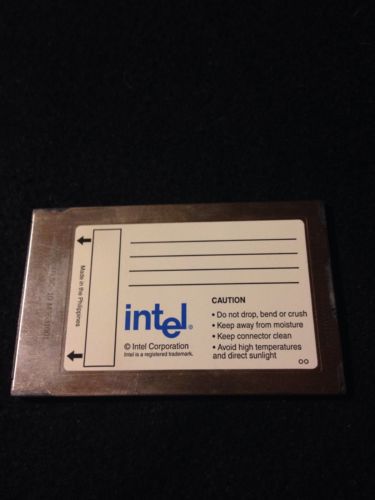 Made in the Philippines
intel®
© Intel Corporation
Intel is a registered trademark.
CAUTION
• Do not drop, bend or crush
• Keep away from moisture
• Keep connector clean
• Avoid high temperatures
and direct sunlight